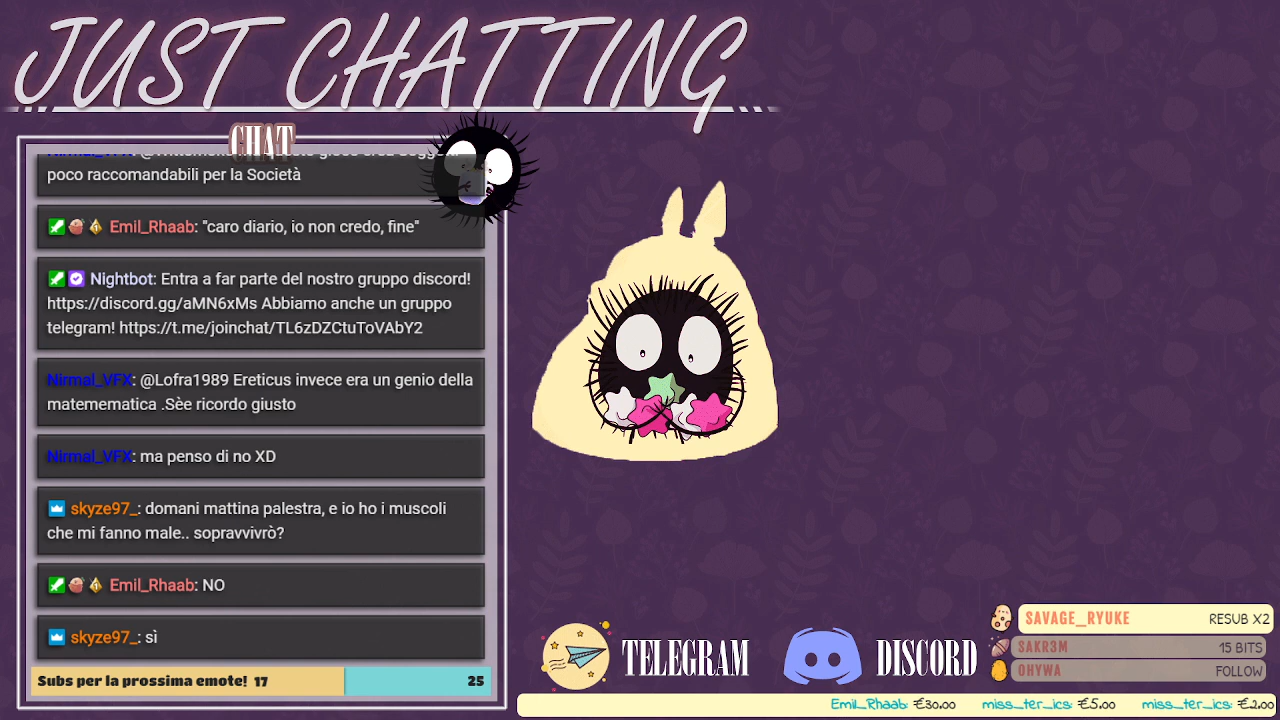 JUST CHATTING
CHAT
poco raccomandabili per la Società
Emil_Rhaab: "caro diario, io non credo, fine"
Nightbot: Entra a far parte del nostro gruppo discord!
https://discord.gg/aMN6xMs Abbiamo anche un gruppo
telegram! https://t.me/joinchat/TL6zDZCtuToVAbY2
Nirmal_VFX: @Lofra1989 Ereticus invece era un genio della
matemematica .Sèe ricordo giusto
Nirmal_VFX: ma penso di no XD
skyze97_: domani mattina palestra, e io ho i muscoli
che mi fanno male.. sopravvivrò?
Emil_Rhaab: NO
skyze97_: sì
Subs per la prossima emote! 17 25
TELEGRAM
DISCORD
SAVAGE_RYUKE RESUB X2
SAKR3M 15 BITS
OHYWA FOLLOW
Emil_Rhaab: €30.00 miss_ter_ics: €5.00 miss_ter_ics: €2.00